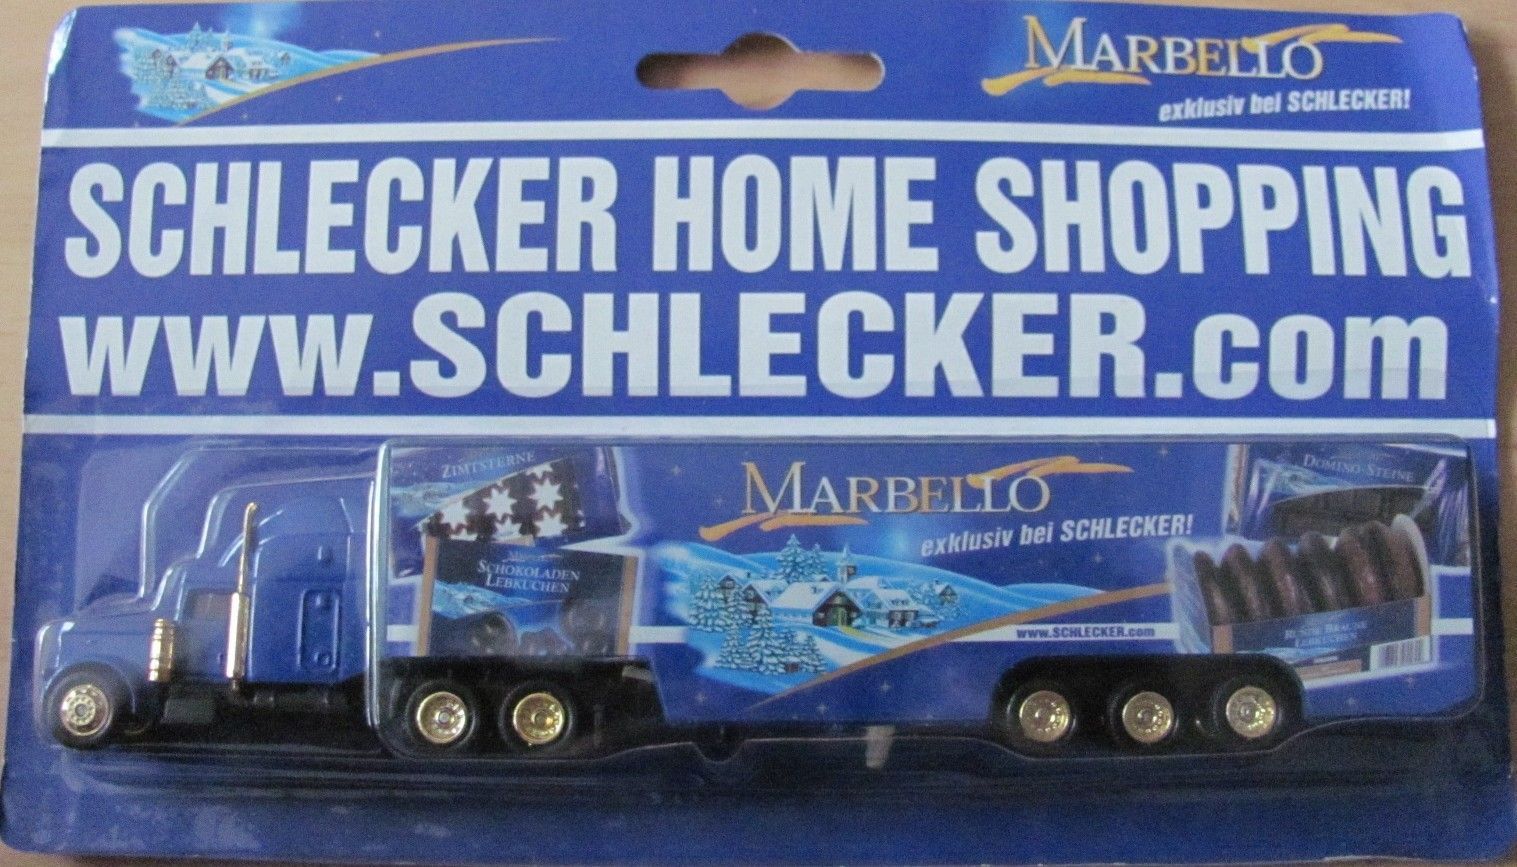 MARBELLO
exklusiv bei SCHLECKER!
SCHLECKER HOME SHOPPING
www.SCHLECKER.com
ZIMTSTERNE
SCHOKOLADEN
LEBKUCHEN
MARBELLO
exklusiv bei SCHLECKER!
www.SCHLECKER.com
DOMINO-STEINE
LEBKUCHEN